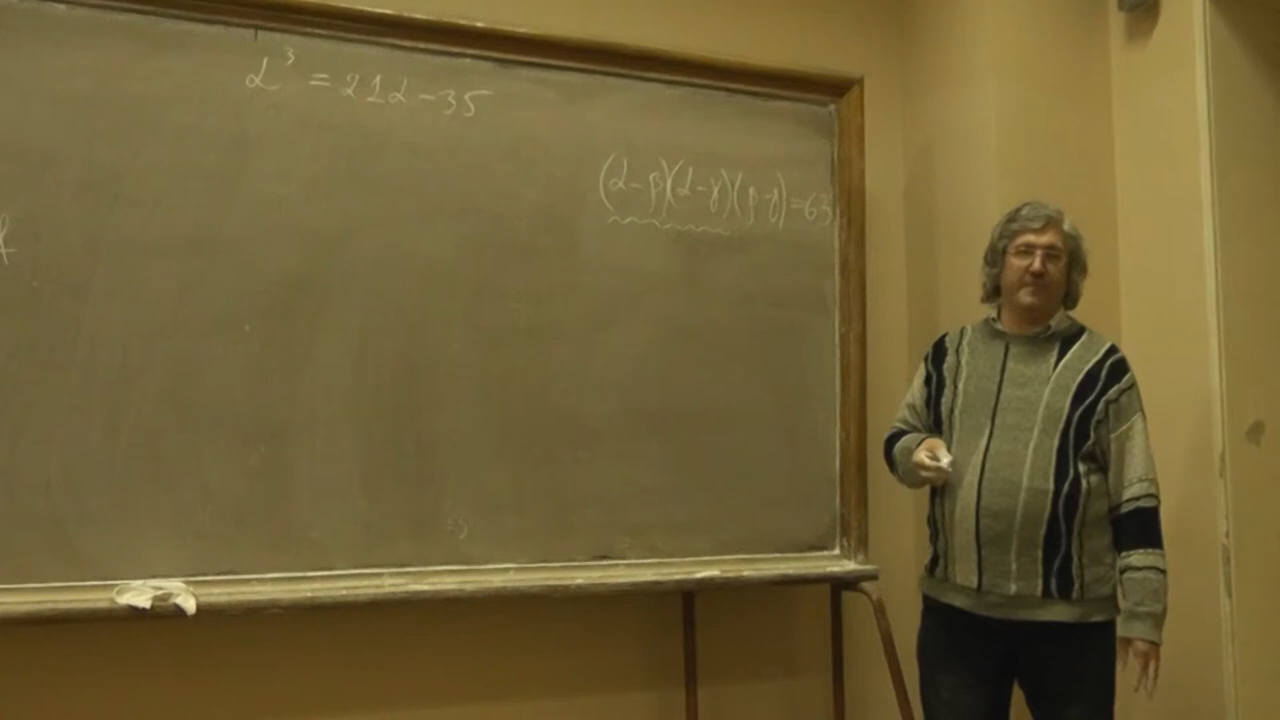 α³ = 21α - 35
(α-β)(α-γ)(β-γ)=63